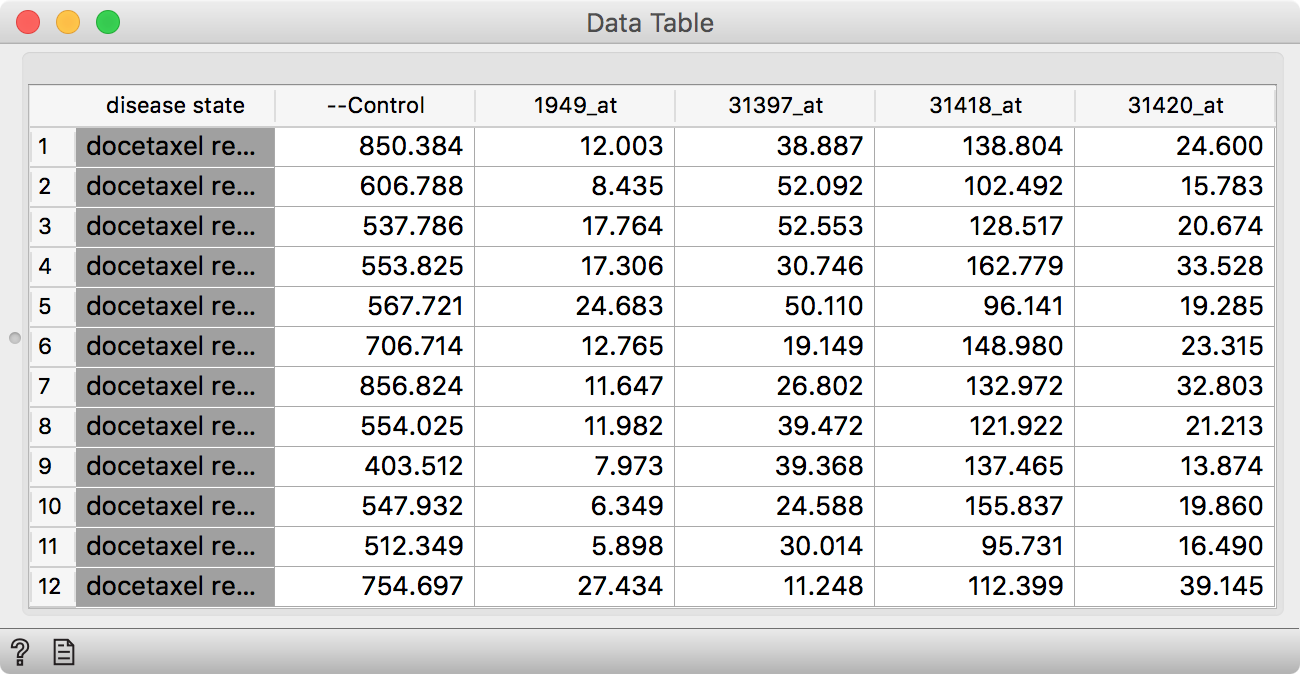 Data Table
disease state --Control 1949_at 31397_at 31418_at 31420_at
1 docetaxel re... 850.384 12.003 38.887 138.804 24.600
2 docetaxel re... 606.788 8.435 52.092 102.492 15.783
3 docetaxel re... 537.786 17.764 52.553 128.517 20.674
4 docetaxel re... 553.825 17.306 30.746 162.779 33.528
5 docetaxel re... 567.721 24.683 50.110 96.141 19.285
6 docetaxel re... 706.714 12.765 19.149 148.980 23.315
7 docetaxel re... 856.824 11.647 26.802 132.972 32.803
8 docetaxel re... 554.025 11.982 39.472 121.922 21.213
9 docetaxel re... 403.512 7.973 39.368 137.465 13.874
10 docetaxel re... 547.932 6.349 24.588 155.837 19.860
11 docetaxel re... 512.349 5.898 30.014 95.731 16.490
12 docetaxel re... 754.697 27.434 11.248 112.399 39.145
?